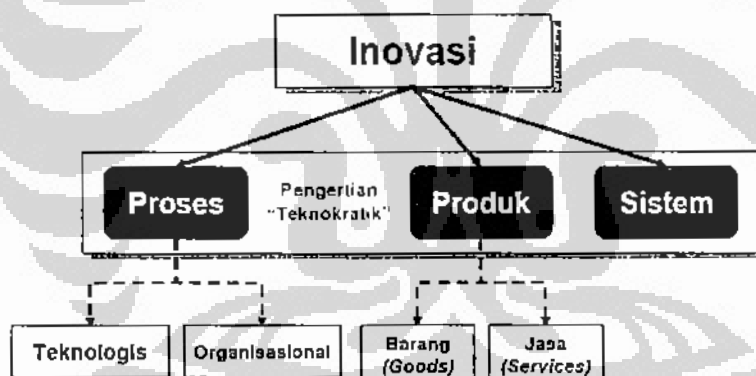 Inovasi
Proses
Pengertian
"Teknokratik"
Produk
Sistem
Teknologis
Organisasional
Barang
(Goods)
Jasa
(Services)